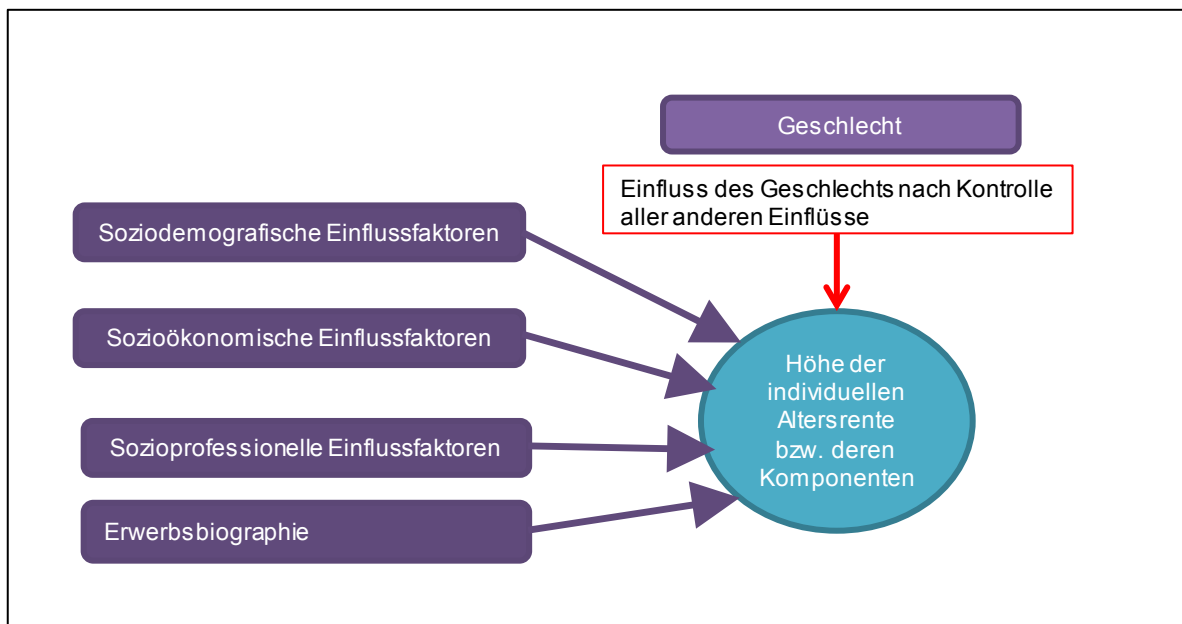 Geschlecht
Einfluss des Geschlechts nach Kontrolle
aller anderen Einflüsse
Soziodemografische Einflussfaktoren
Sozioökonomische Einflussfaktoren
Sozioprofessionelle Einflussfaktoren
Erwerbsbiographie
Höhe der
individuellen
Altersrente
bzw. deren
Komponenten